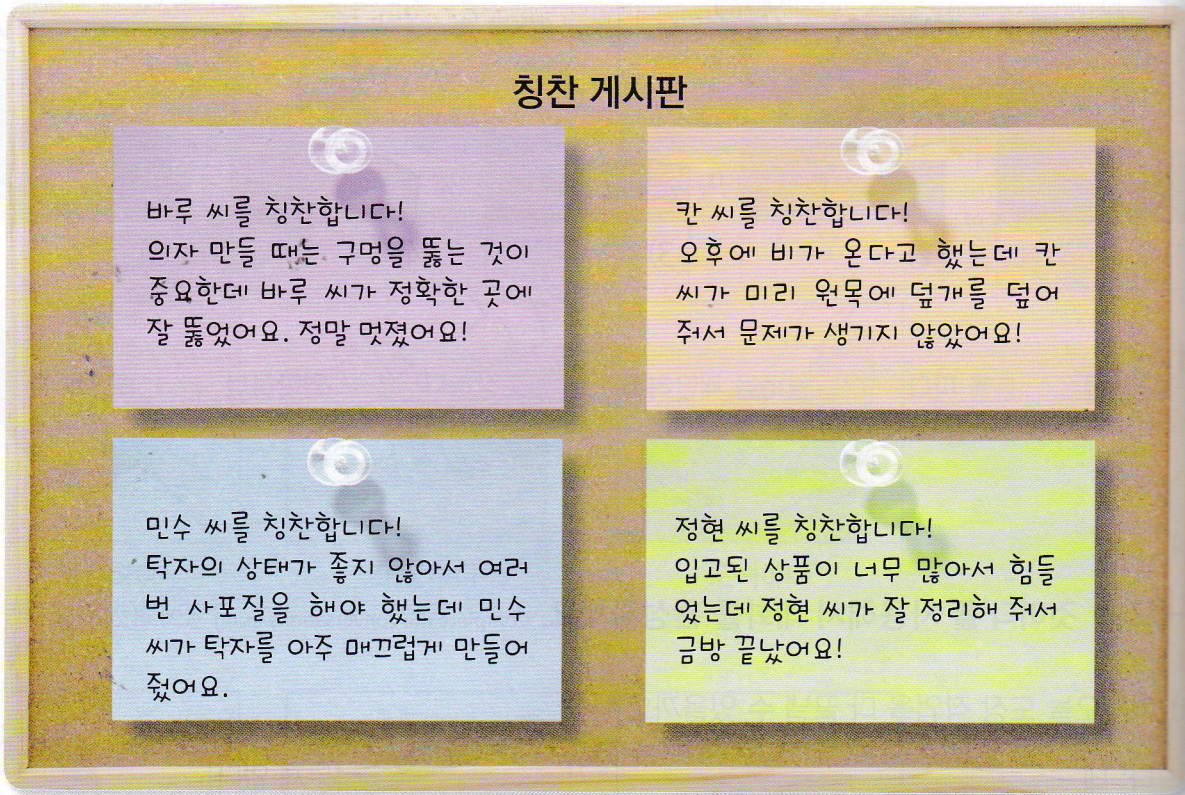 칭찬 게시판
바루 씨를 칭찬합니다!
의자 만들 때는 구멍을 뚫는 것이
중요한데 바루 씨가 정확한 곳에
잘 뚫었어요. 정말 멋졌어요!
칸 씨를 칭찬합니다!
오후에 비가 온다고 했는데 칸
씨가 미리 원목에 덮개를 덮어
줘서 문제가 생기지 않았어요!
민수 씨를 칭찬합니다!
탁자의 상태가 좋지 않아서 여러
번 사포질을 해야 했는데 민수
씨가 탁자를 아주 매끄럽게 만들어
줬어요.
정현 씨를 칭찬합니다!
입고된 상품이 너무 많아서 힘들
었는데 정현 씨가 잘 정리해 줘서
금방 끝났어요!